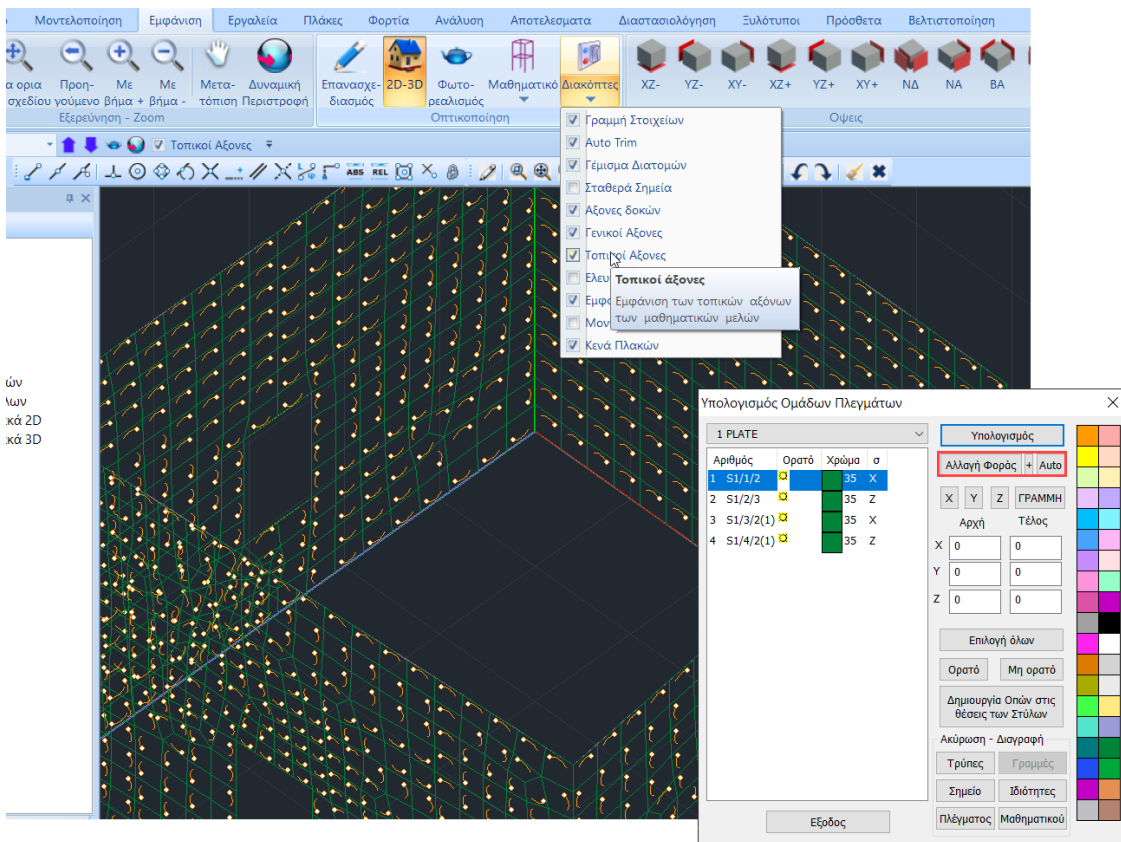 Μοντελοποίηση Εμφάνιση Εργαλεία Πλάκες Φορτία Ανάλυση Αποτελεσματα Διαστασιολόγηση Ξυλότυποι Πρόσθετα Βελτιστοποίηση
α ορια Προη- Με Με Μετα- Δυναμική Επανασχε- 2D-3D Φωτο- Μαθηματικό Διακόπτες XZ- YZ- XY- XZ+ YZ+ XY+ ΝΔ ΝΑ ΒΑ
σχεδίου γούμενο βήμα + βήμα - τόπιση Περιστροφή διασμός ρεαλισμός
Εξερεύνηση - Zoom Οπτικοποίηση Οψεις
Τοπικοί Αξονες
ABS REL
Γραμμή Στοιχείων
Auto Trim
Γέμισμα Διατομών
Σταθερά Σημεία
Αξονες δοκών
Γενικοί Αξονες
Τοπικοί Αξονες
Ελευ
Τοπικοί άξονες
Εμφάνιση των τοπικών αξόνων
των μαθηματικών μελών
Εμφα
Μον
Κενά Πλακών
ών
λων
κά 2D
κά 3D
Υπολογισμός Ομάδων Πλεγμάτων
1 PLATE
Υπολογισμός
Αριθμός Ορατό Χρώμα σ
Αλλαγή Φοράς + Auto
1 S1/1/2 35 X
2 S1/2/3 35 Z
3 S1/3/2(1) 35 X
4 S1/4/2(1) 35 Z
X Y Z ΓΡΑΜΜΗ
Αρχή Τέλος
X 0 0
Y 0 0
Z 0 0
Επιλογή όλων
Ορατό Μη ορατό
Δημιουργία Οπών στις
θέσεις των Στύλων
Ακύρωση - Διαγραφή
Τρύπες Γραμμές
Σημείο Ιδιότητες
Πλέγματος Μαθηματικού
Εξοδος